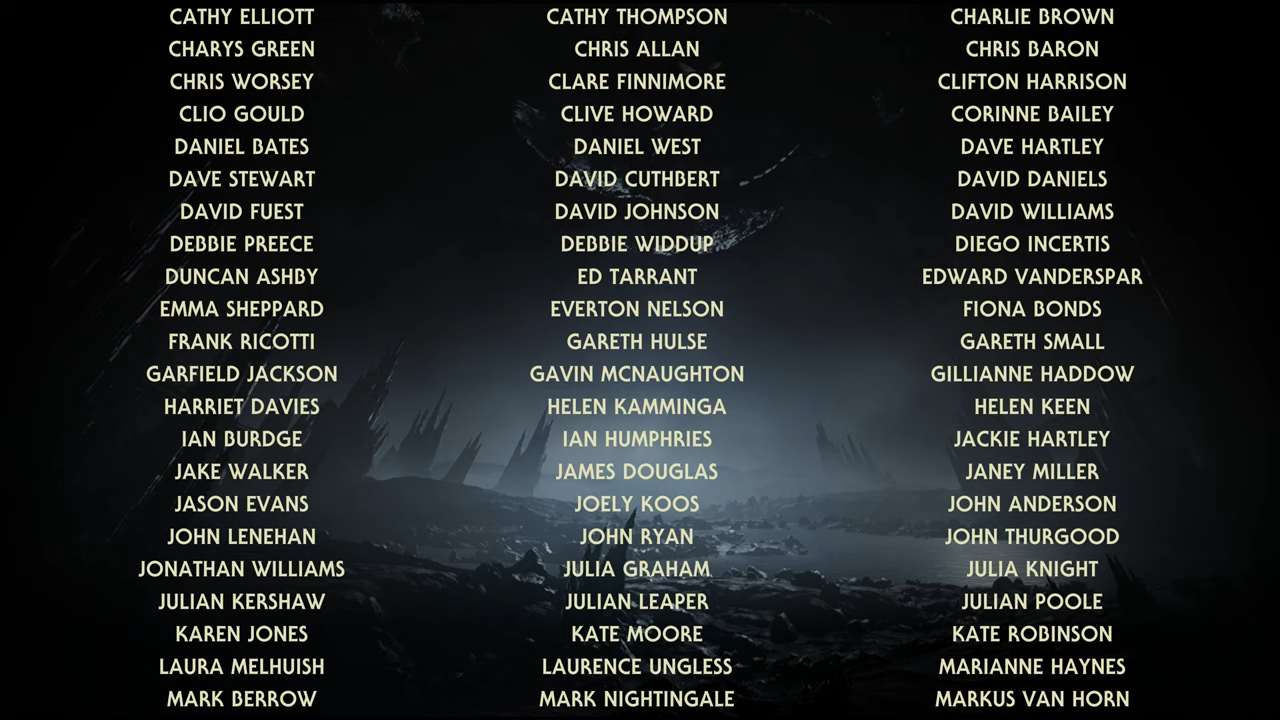 CATHY ELLIOTT CATHY THOMPSON CHARLIE BROWN
CHARYS GREEN CHRIS ALLAN CHRIS BARON
CHRIS WORSEY CLARE FINNIMORE CLIFTON HARRISON
CLIO GOULD CLIVE HOWARD CORINNE BAILEY
DANIEL BATES DANIEL WEST DAVE HARTLEY
DAVE STEWART DAVID CUTHBERT DAVID DANIELS
DAVID FUEST DAVID JOHNSON DAVID WILLIAMS
DEBBIE PREECE DEBBIE WIDDUP DIEGO INCERTIS
DUNCAN ASHBY ED TARRANT EDWARD VANDERSPAR
EMMA SHEPPARD EVERTON NELSON FIONA BONDS
FRANK RICOTTI GARETH HULSE GARETH SMALL
GARFIELD JACKSON GAVIN MCNAUGHTON GILLIANNE HADDOW
HARRIET DAVIES HELEN KAMMINGA HELEN KEEN
IAN BURDGE IAN HUMPHRIES JACKIE HARTLEY
JAKE WALKER JAMES DOUGLAS JANEY MILLER
JASON EVANS JOELY KOOS JOHN ANDERSON
JOHN LENEHAN JOHN RYAN JOHN THURGOOD
JONATHAN WILLIAMS JULIA GRAHAM JULIA KNIGHT
JULIAN KERSHAW JULIAN LEAPER JULIAN POOLE
KAREN JONES KATE MOORE KATE ROBINSON
LAURA MELHUISH LAURENCE UNGLESS MARIANNE HAYNES
MARK BERROW MARK NIGHTINGALE MARKUS VAN HORN